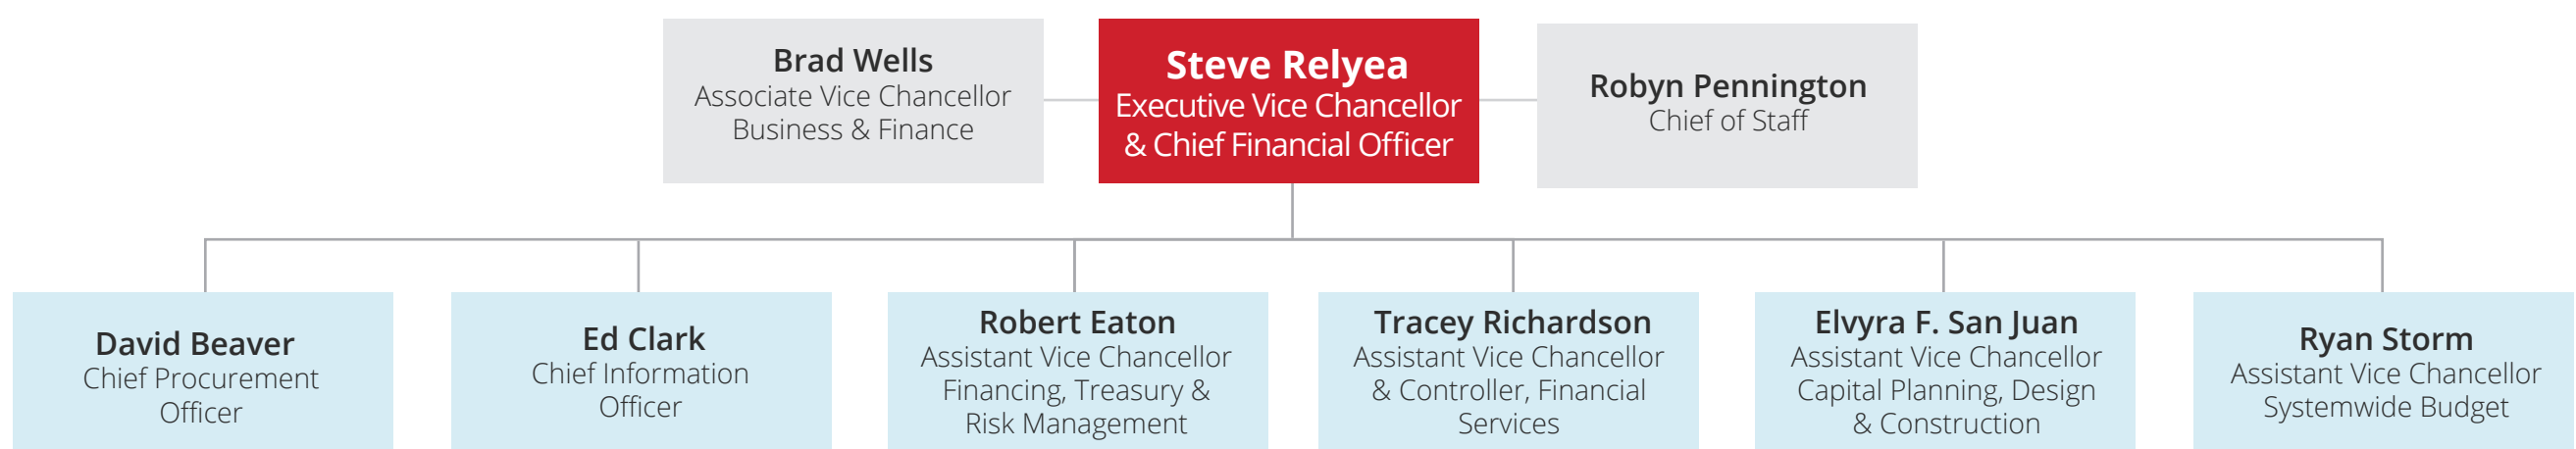 Brad Wells
Associate Vice Chancellor
Business & Finance
Steve Relyea
Executive Vice Chancellor
& Chief Financial Officer
Robyn Pennington
Chief of Staff
David Beaver
Chief Procurement
Officer
Ed Clark
Chief Information
Officer
Robert Eaton
Assistant Vice Chancellor
Financing, Treasury &
Risk Management
Tracey Richardson
Assistant Vice Chancellor
& Controller, Financial
Services
Elvyra F. San Juan
Assistant Vice Chancellor
Capital Planning, Design
& Construction
Ryan Storm
Assistant Vice Chancellor
Systemwide Budget